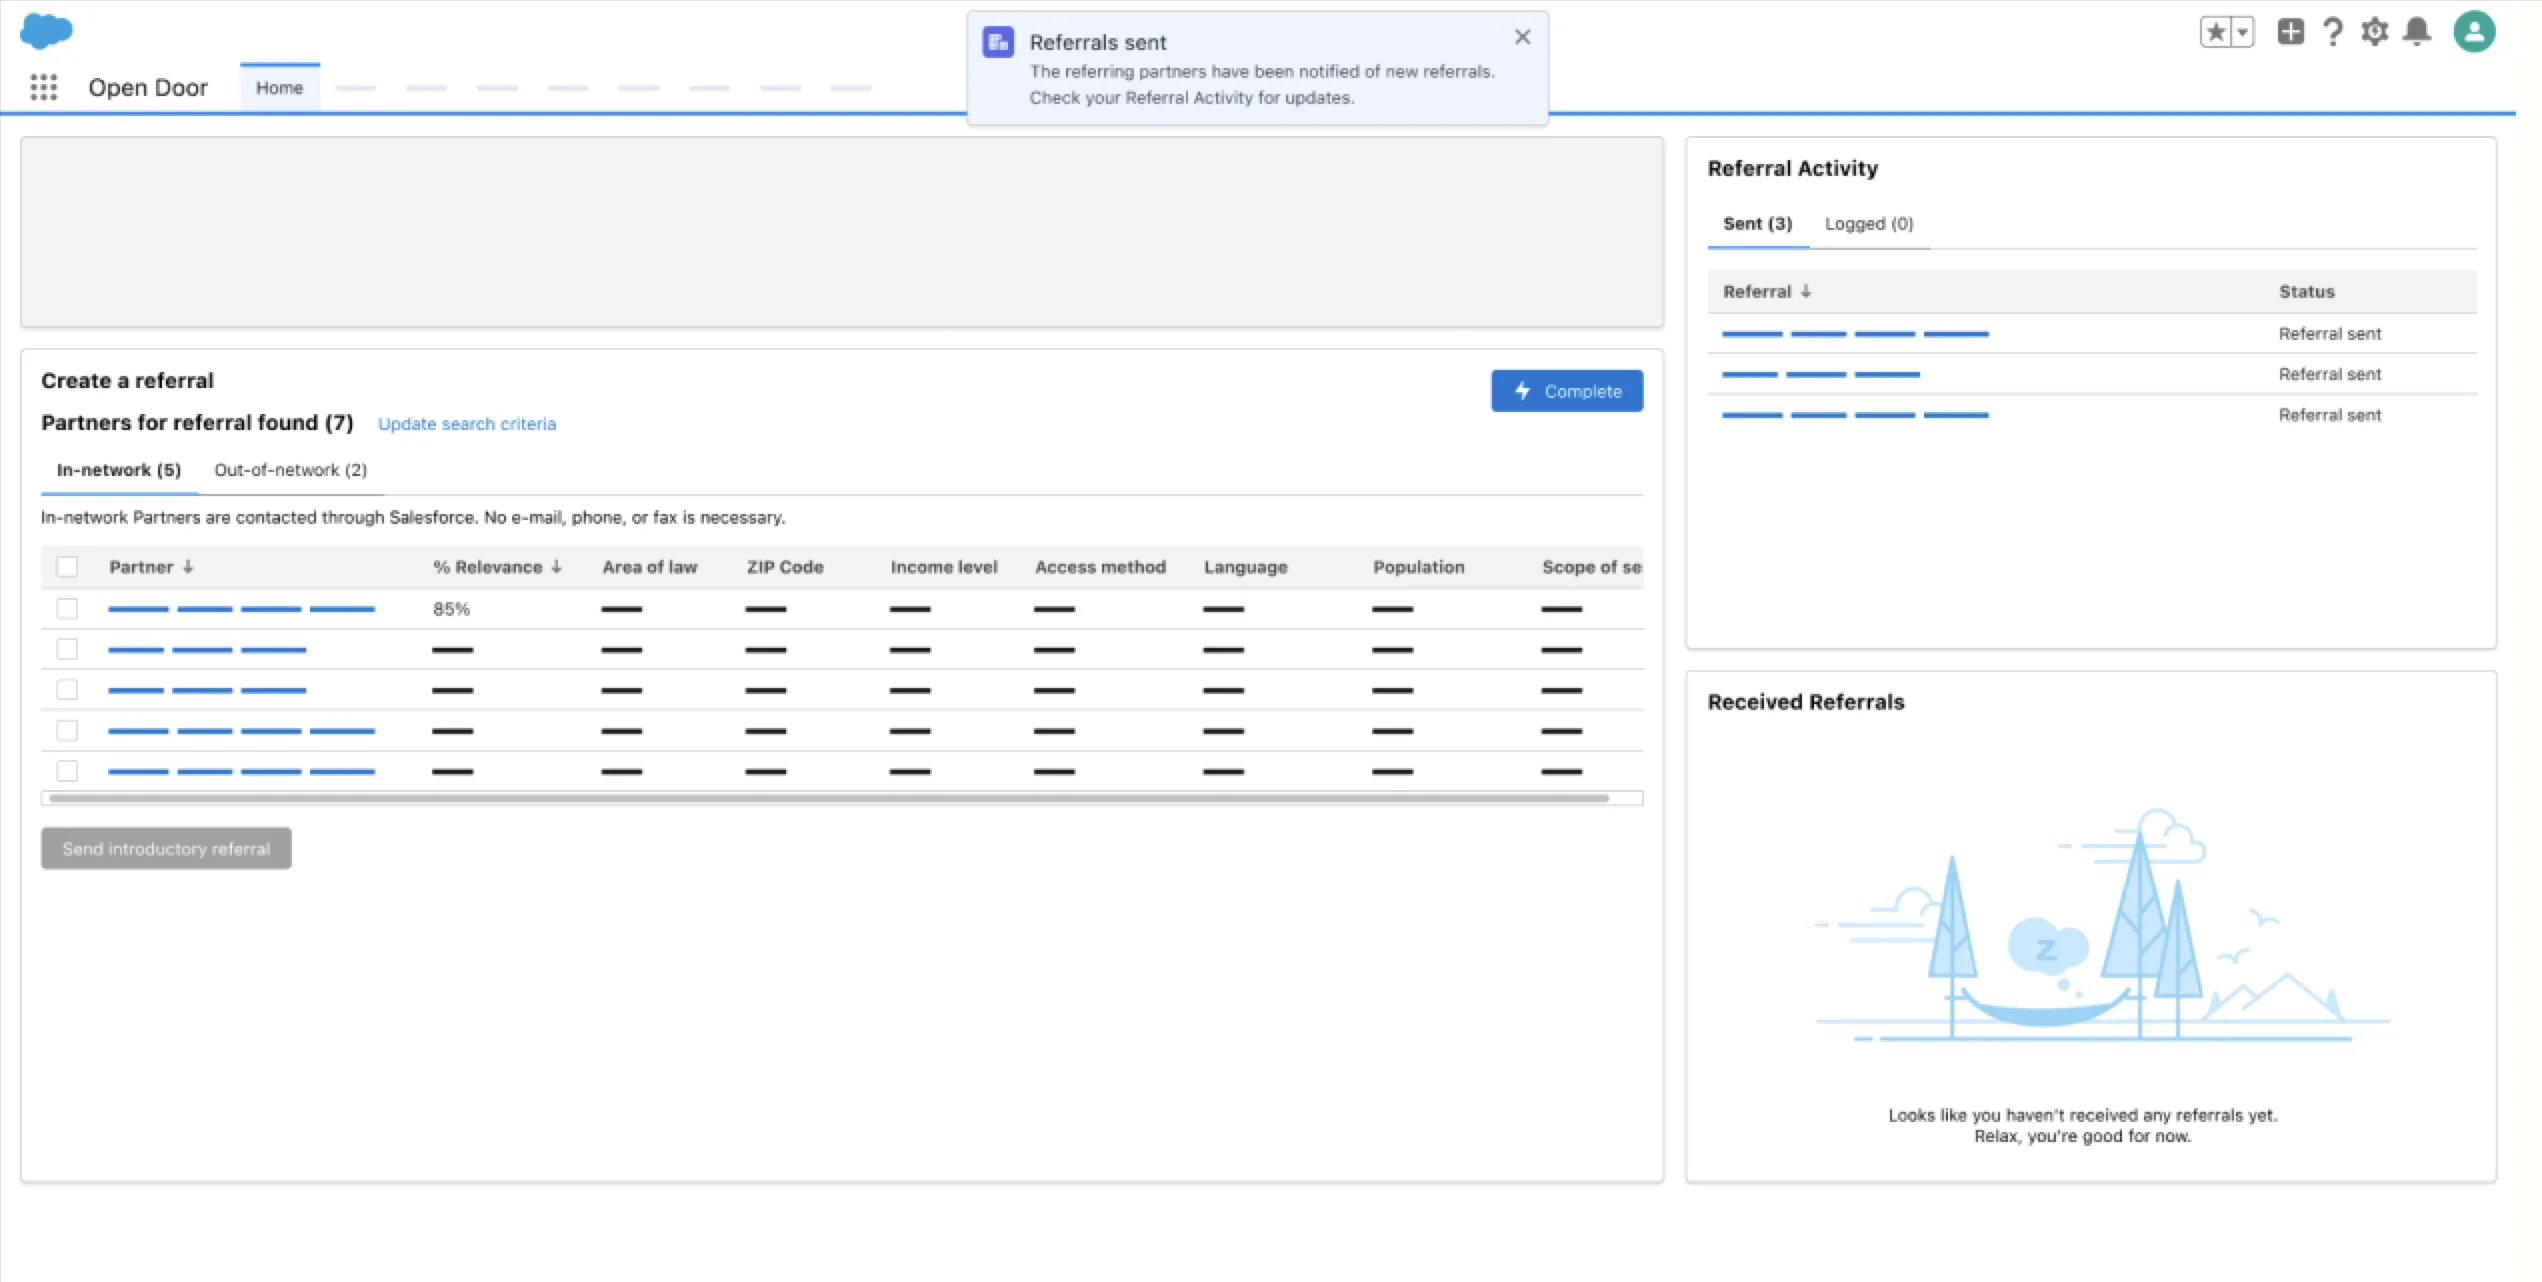 Referrals sent
The referring partners have been notified of new referrals.
Check your Referral Activity for updates.
Open Door
Home
Create a referral
Complete
Partners for referral found (7) Update search criteria
In-network (5) Out-of-network (2)
In-network Partners are contacted through Salesforce. No e-mail, phone, or fax is necessary.
Partner % Relevance Area of law ZIP Code Income level Access method Language Population Scope of se
85%
Send introductory referral
Referral Activity
Sent (3) Logged (0)
Referral Status
Referral sent
Referral sent
Referral sent
Received Referrals
Z
Looks like you haven't received any referrals yet.
Relax, you're good for now.